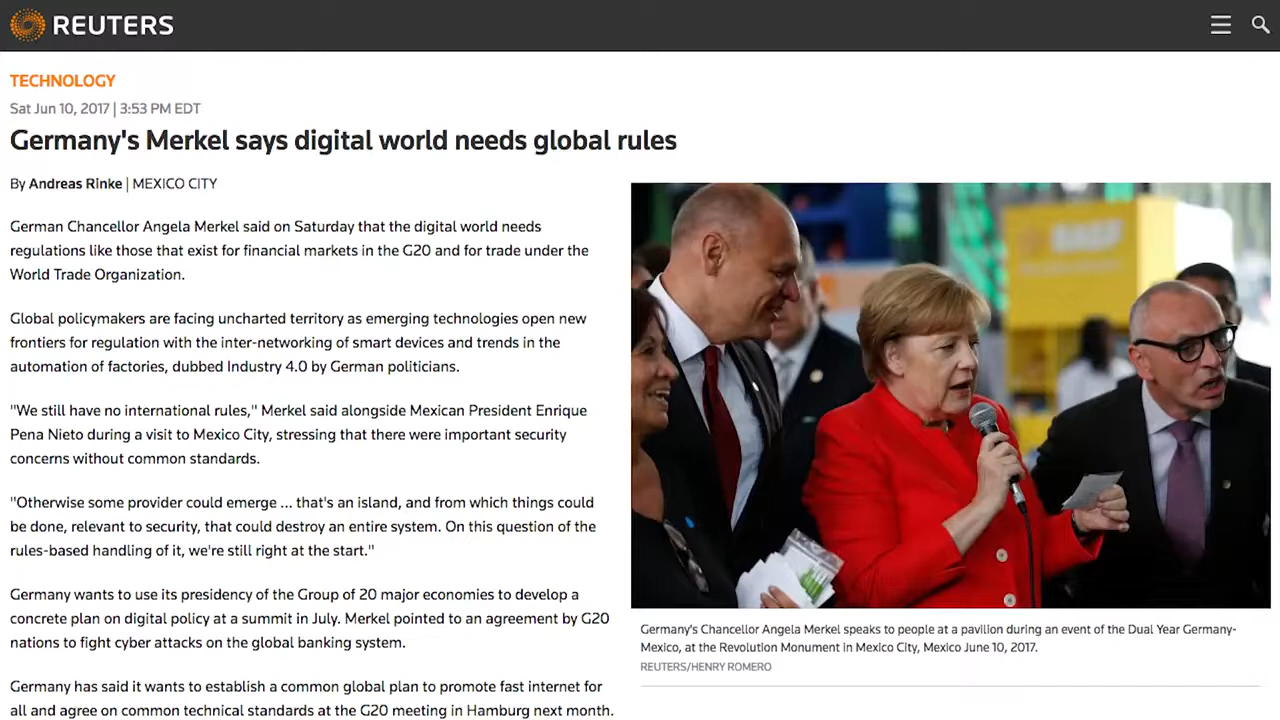 REUTERS
TECHNOLOGY
Sat Jun 10, 2017 | 3:53 PM EDT
Germany's Merkel says digital world needs global rules
By Andreas Rinke | MEXICO CITY
German Chancellor Angela Merkel said on Saturday that the digital world needs
regulations like those that exist for financial markets in the G20 and for trade under the
World Trade Organization.
Global policymakers are facing uncharted territory as emerging technologies open new
frontiers for regulation with the inter-networking of smart devices and trends in the
automation of factories, dubbed Industry 4.0 by German politicians.
"We still have no international rules," Merkel said alongside Mexican President Enrique
Pena Nieto during a visit to Mexico City, stressing that there were important security
concerns without common standards.
"Otherwise some provider could emerge ... that's an island, and from which things could
be done, relevant to security, that could destroy an entire system. On this question of the
rules-based handling of it, we're still right at the start."
Germany wants to use its presidency of the Group of 20 major economies to develop a
concrete plan on digital policy at a summit in July. Merkel pointed to an agreement by G20
nations to fight cyber attacks on the global banking system.
Germany has said it wants to establish a common global plan to promote fast internet for
all and agree on common technical standards at the G20 meeting in Hamburg next month.
Germany's Chancellor Angela Merkel speaks to people at a pavilion during an event of the Dual Year Germany-
Mexico, at the Revolution Monument in Mexico City, Mexico June 10, 2017.
REUTERS/HENRY ROMERO